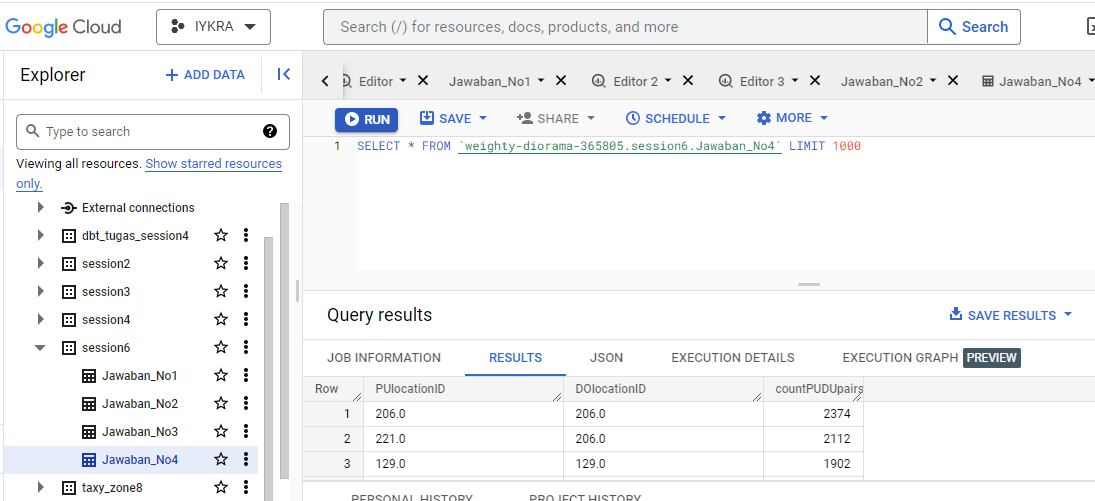 Google Cloud
IYKRA
Search (/) for resources, docs, products, and more
Search
Explorer
+ ADD DATA
Type to search
Viewing all resources. Show starred resources
only.
External connections
dbt_tugas_session4
session2
session3
session4
session6
Jawaban_No1
Jawaban_No2
Jawaban_No3
Jawaban_No4
taxy_zone8
Editor
Jawaban_No1
Editor 2
Editor 3
Jawaban_No2
Jawaban_No4
RUN
SAVE
SHARE
SCHEDULE
MORE
1 SELECT * FROM `weighty-diorama-365805.session6.Jawaban_No4` LIMIT 1000
Query results
SAVE RESULTS
JOB INFORMATION RESULTS JSON EXECUTION DETAILS EXECUTION GRAPH PREVIEW
Row PUlocationID DOlocationID countPUDUpairs
1 206.0 206.0 2374
2 221.0 206.0 2112
3 129.0 129.0 1902
PERSONAL HISTORY PROJECT HISTORY